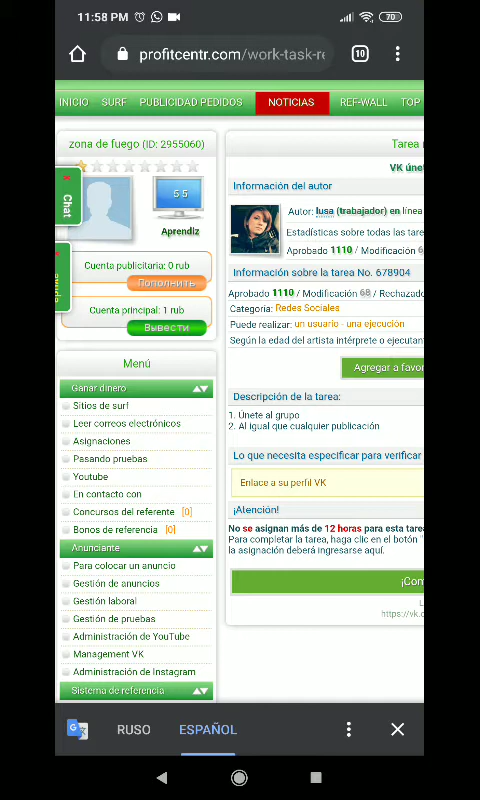 11:58 PM
70
profitcentr.com/work-task-re
10
INICIO SURF PUBLICIDAD PEDIDOS NOTICIAS REF-WALL TOP
zona de fuego (ID: 2955060)
Chat
5 5
Aprendiz
ayuda
Cuenta publicitaria: 0 rub
Пополнить
Cuenta principal: 1 rub
Вывести
Menú
Ganar dinero
Sitios de surf
Leer correos electrónicos
Asignaciones
Pasando pruebas
Youtube
En contacto con
Concursos del referente [0]
Bonos de referencia [0]
Anunciante
Para colocar un anuncio
Gestión de anuncios
Gestión laboral
Gestión de pruebas
Administración de YouTube
Management VK
Administración de Instagram
Sistema de referencia
Tarea
VK únet
Información del autor
Autor: lusa (trabajador) en línea
Estadísticas sobre todas las tare
Aprobado 1110 / Modificación 6
Información sobre la tarea No. 678904
Aprobado 1110 / Modificación 68 / Rechazado
Categoría: Redes Sociales
Puede realizar: un usuario - una ejecución
Según la edad del artista intérprete o ejecutan
Agregar a favor
Descripción de la tarea:
1. Únete al grupo
2. Al igual que cualquier publicación
Lo que necesita especificar para verificar
Enlace a su perfil VK
¡Atención!
No se asignan más de 12 horas para esta tarea
Para completar la tarea, haga clic en el botón "
la asignación deberá ingresarse aquí.
¡Com
L
https://vk.c
RUSO ESPAÑOL